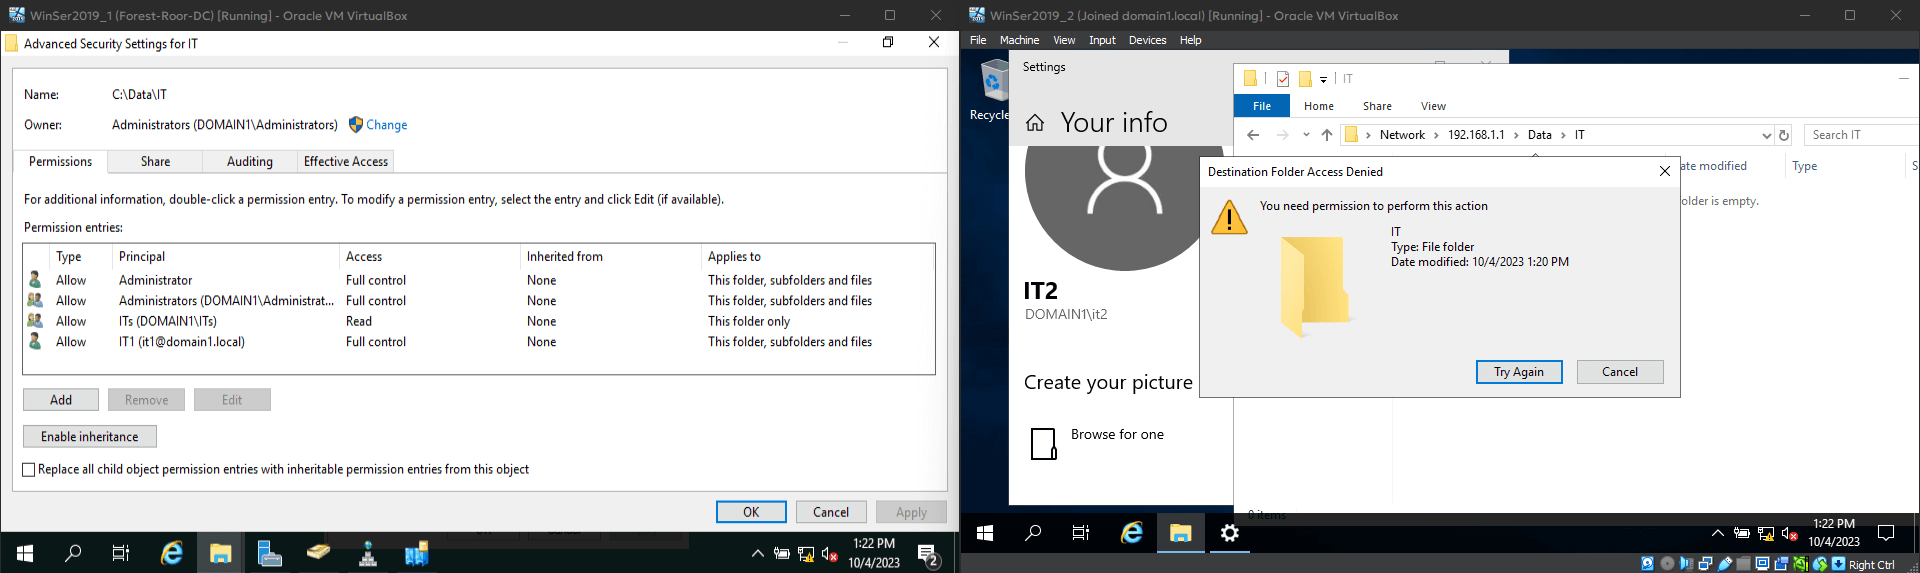 WinSer2019_1 (Forest-Roor-DC) [Running] - Oracle VM VirtualBox
Advanced Security Settings for IT
Name: C:\Data\IT
Owner: Administrators (DOMAIN1\Administrators) Change
Permissions Share Auditing Effective Access
For additional information, double-click a permission entry. To modify a permission entry, select the entry and click Edit (if available).
Permission entries:
Type Principal Access Inherited from Applies to
Allow Administrator Full control None This folder, subfolders and files
Allow Administrators (DOMAIN1\Administrat... Full control None This folder, subfolders and files
Allow ITs (DOMAIN1\ITs) Read None This folder only
Allow IT1 (it1@domain1.local) Full control None This folder, subfolders and files
Add Remove Edit
Enable inheritance
Replace all child object permission entries with inheritable permission entries from this object
OK Cancel Apply
1:22 PM
10/4/2023
2
WinSer2019_2 (Joined domain1.local) [Running] - Oracle VM VirtualBox
File Machine View Input Devices Help
Recycle
Settings
Your info
IT2
DOMAIN1\it2
Create your picture
Browse for one
IT
File Home Share View
Network > 192.168.1.1 > Data > IT
Search IT
ate modified Type S
older is empty.
Destination Folder Access Denied
You need permission to perform this action
IT
Type: File folder
Date modified: 10/4/2023 1:20 PM
Try Again Cancel
0 items
1:22 PM
10/4/2023
Right Ctrl